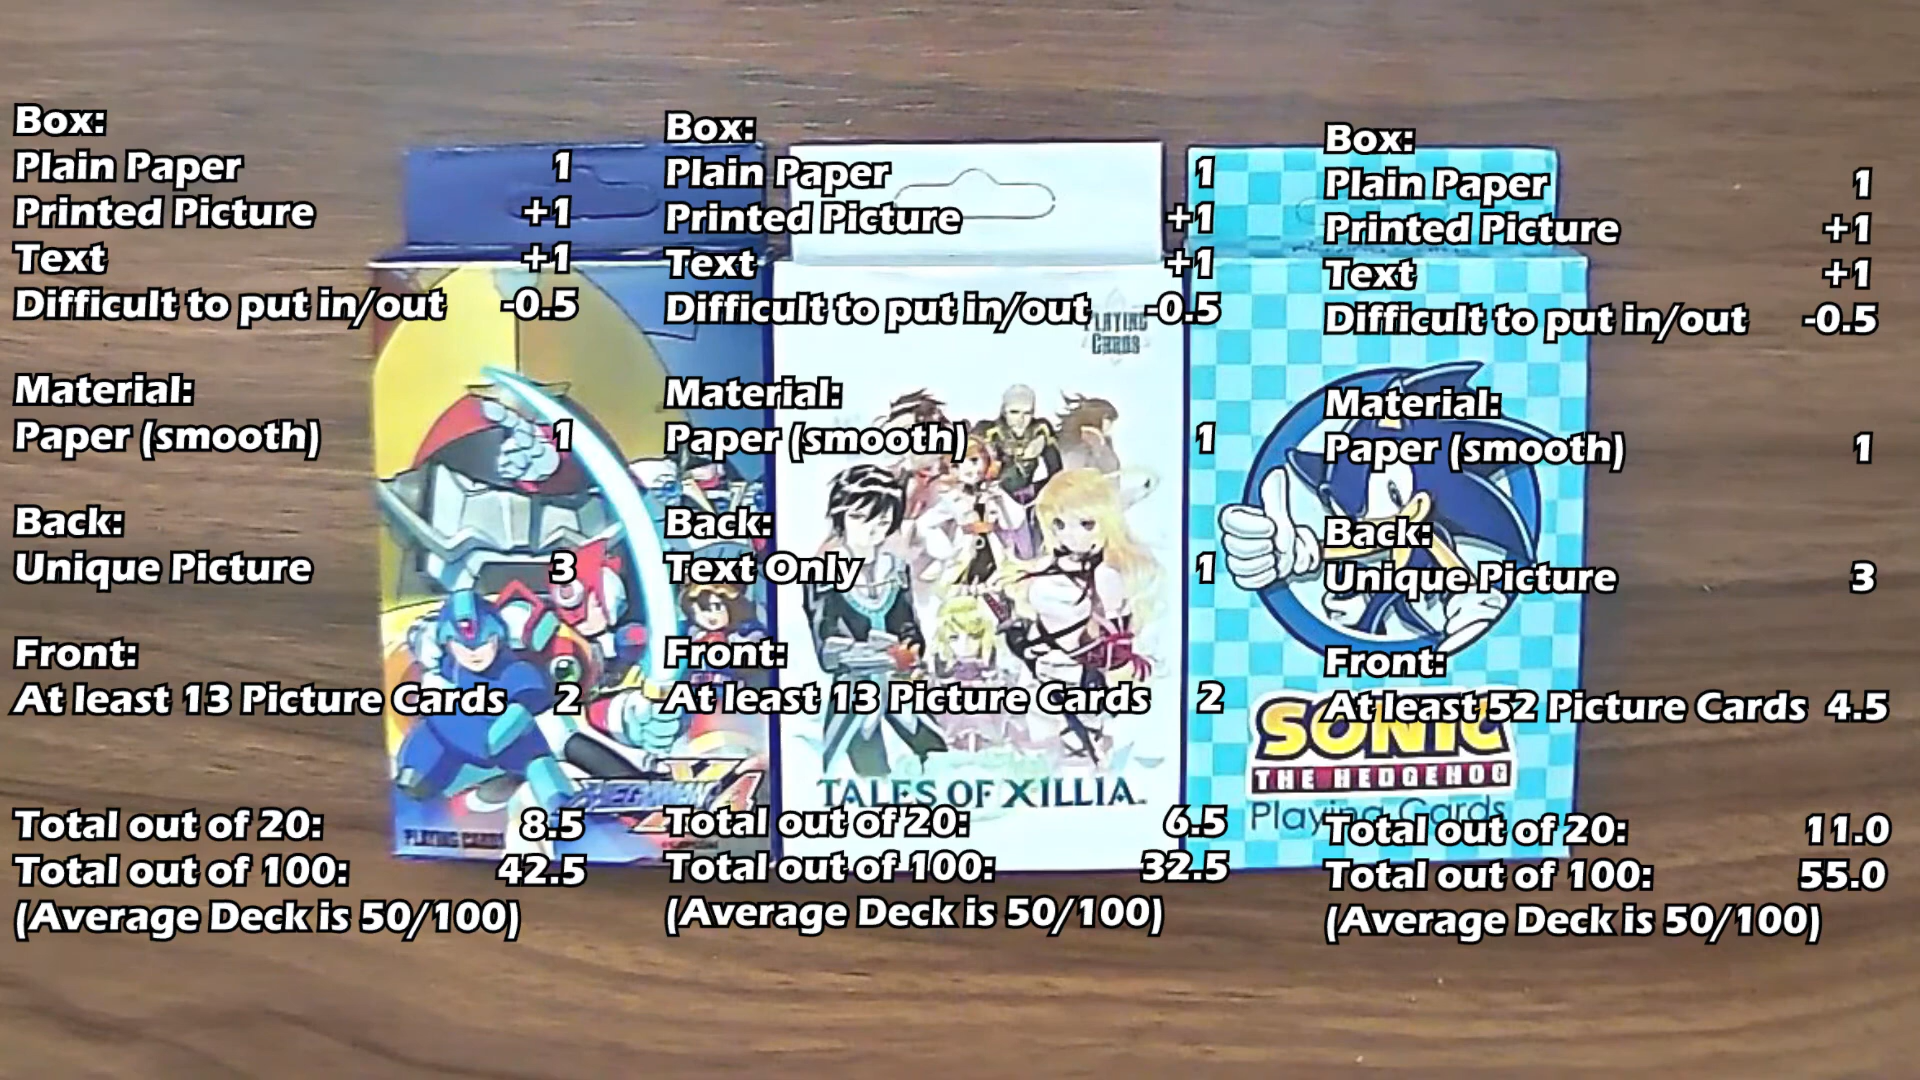 Box:
Plain Paper 1
Printed Picture +1
Text +1
Difficult to put in/out -0.5
Material:
Paper (smooth) 1
Back:
Unique Picture 3
Front:
At least 13 Picture Cards 2
Total out of 20: 8.5
Total out of 100: 42.5
(Average Deck is 50/100)
PLAYING CARDS
Box:
Plain Paper 1
Printed Picture +1
Text +1
Difficult to put in/out -0.5
Material:
Paper (smooth) 1
Back:
Text Only 1
Front:
At least 13 Picture Cards 2
Total out of 20: 6.5
Total out of 100: 32.5
(Average Deck is 50/100)
PLAYING
CARDS
TALES OF XILLIA
Box:
Plain Paper 1
Printed Picture +1
Text +1
Difficult to put in/out -0.5
Material:
Paper (smooth) 1
Back:
Unique Picture 3
Front:
At least 52 Picture Cards 4.5
Total out of 20: 11.0
Total out of 100: 55.0
(Average Deck is 50/100)
SONIC
THE HEDGEHOG
Playing Cards